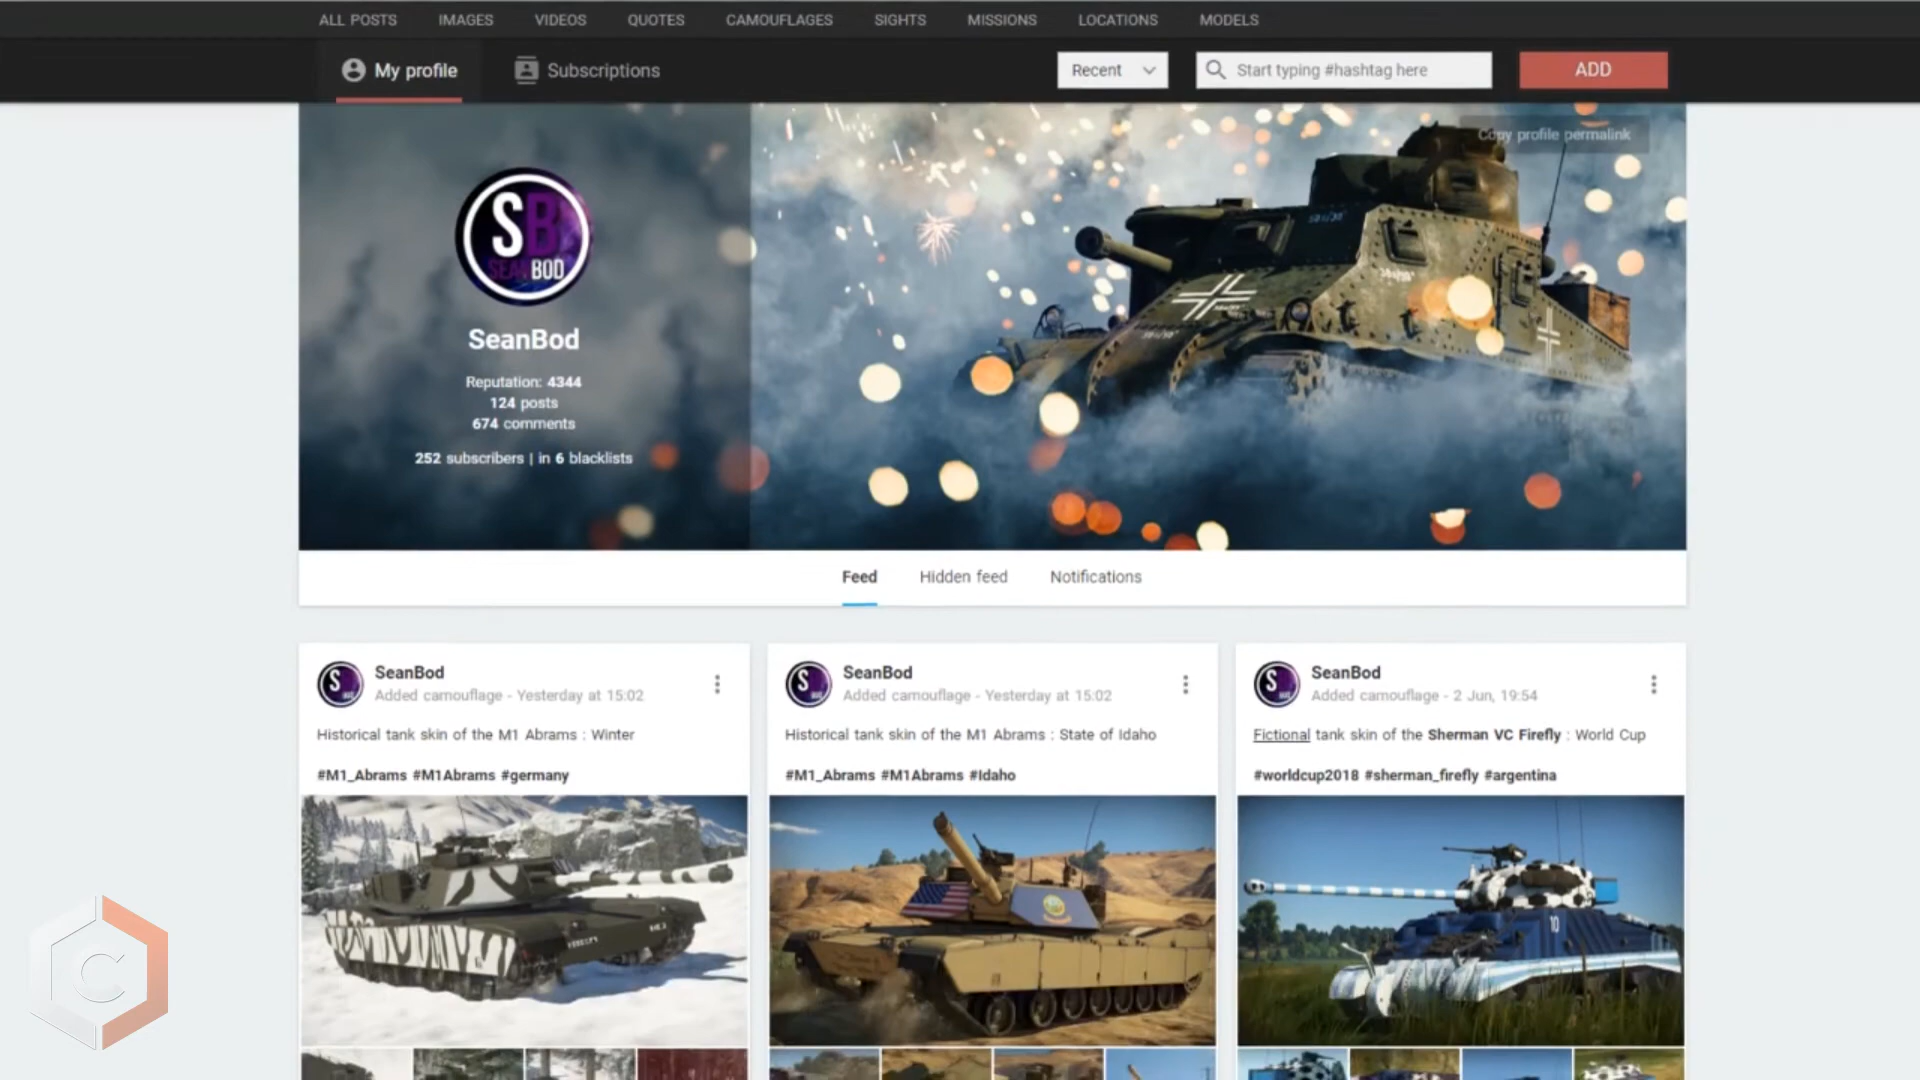 ALL POSTS IMAGES VIDEOS QUOTES CAMOUFLAGES SIGHTS MISSIONS LOCATIONS MODELS
My profile Subscriptions Recent Start typing #hashtag here ADD
Copy profile permalink
SB
SEAN BOD
SeanBod
Reputation: 4344
124 posts
674 comments
252 subscribers | in 6 blacklists
Feed Hidden feed Notifications
SeanBod
Added camouflage - Yesterday at 15:02
Historical tank skin of the M1 Abrams : Winter
#M1_Abrams #M1Abrams #germany
SeanBod
Added camouflage - Yesterday at 15:02
Historical tank skin of the M1 Abrams : State of Idaho
#M1_Abrams #M1Abrams #Idaho
SeanBod
Added camouflage - 2 Jun, 19:54
Fictional tank skin of the Sherman VC Firefly : World Cup
#worldcup2018 #sherman_firefly #argentina
10
C